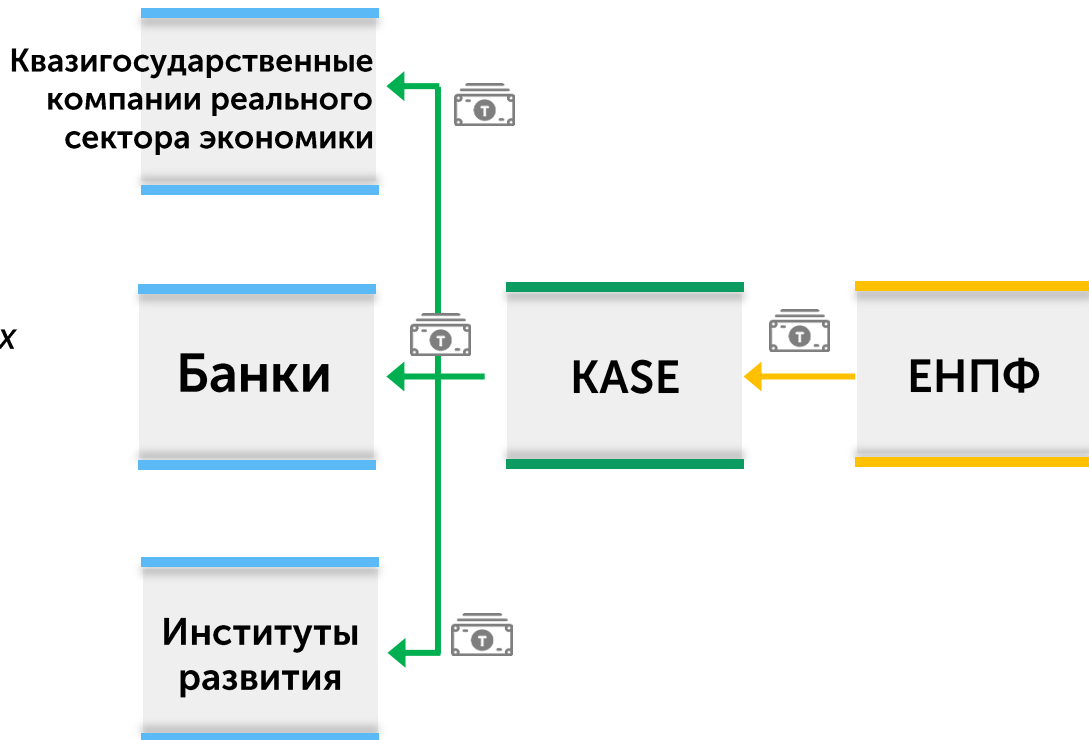 Квазигосударственные
компании реального
сектора экономики
х
Банки
KASE
ЕНПФ
Институты
развития